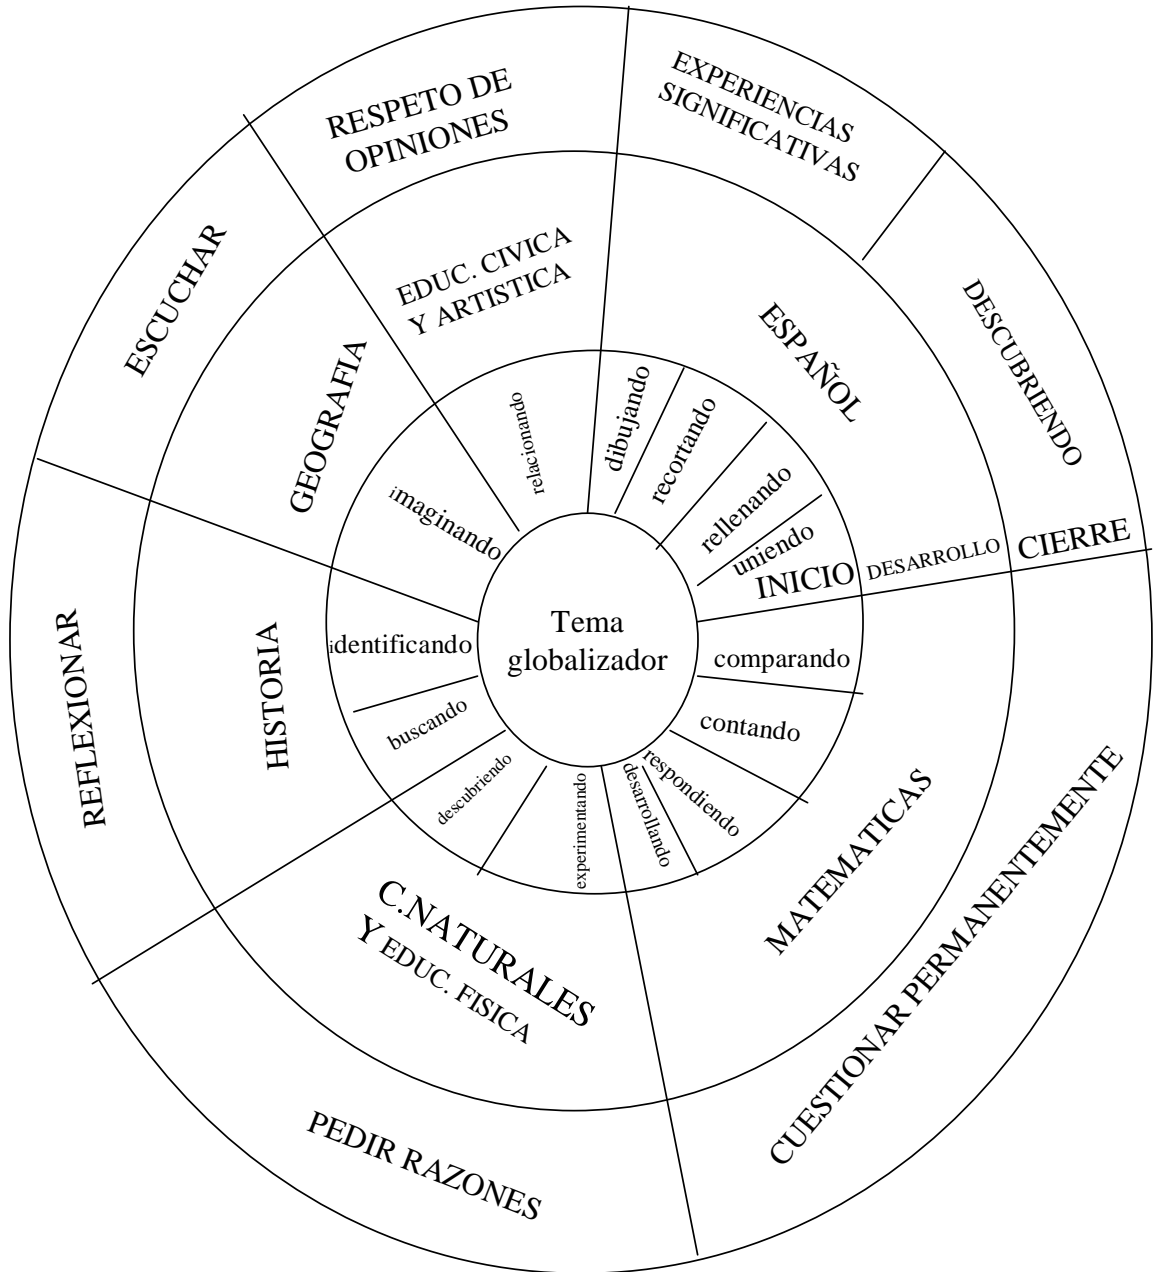 RESPETO DE
OPINIONES
EXPERIENCIAS
SIGNIFICATIVAS
ESCUCHAR
DESCUBRIENDO
EDUC. CIVICA
Y ARTISTICA
ESPAÑOL
GEOGRAFIA
relacionando
dibujando
recortando
rellenando
uniendo
imaginando
INICIO
DESARROLLO
CIERRE
Tema
globalizador
identificando
comparando
buscando
contando
descubriendo
experimentando
desarrollando
respondiendo
HISTORIA
REFLEXIONAR
MATEMATICAS
C.NATURALES
Y EDUC. FISICA
CUESTIONAR PERMANENTEMENTE
PEDIR RAZONES